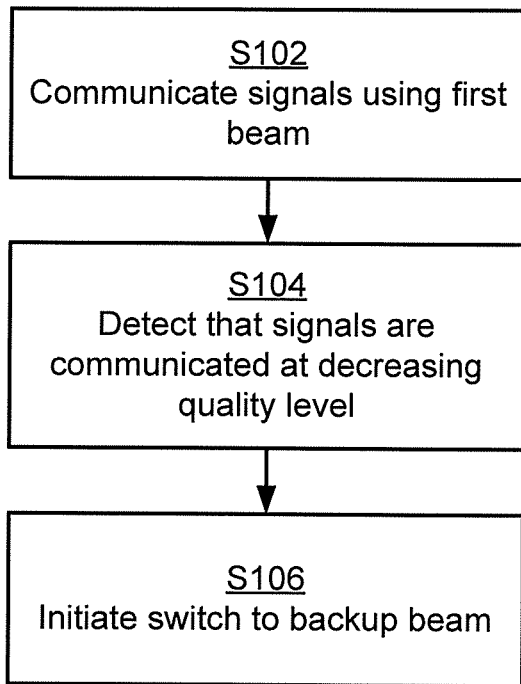 S102
Communicate signals using first
beam
S104
Detect that signals are
communicated at decreasing
quality level
S106
Initiate switch to backup beam